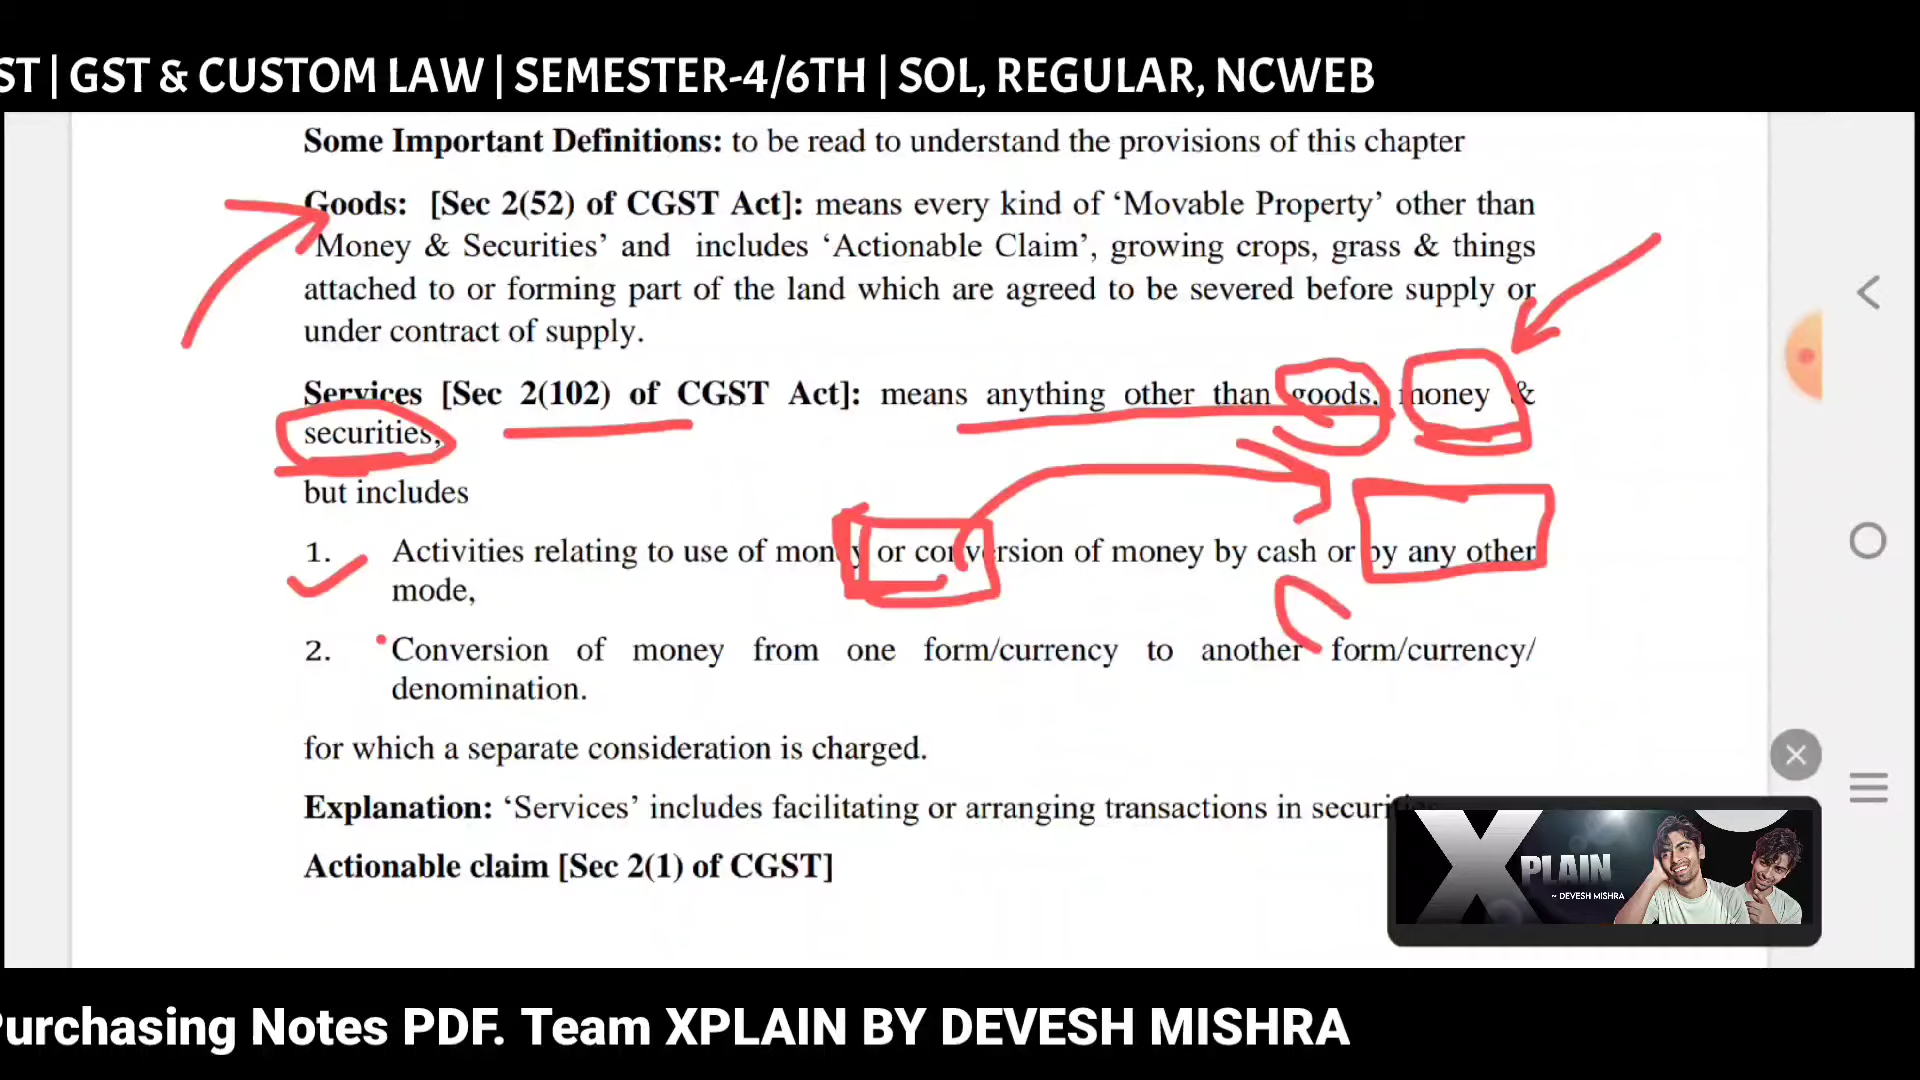 ST | GST & CUSTOM LAW | SEMESTER-4/6TH | SOL, REGULAR, NCWEB
Some Important Definitions: to be read to understand the provisions of this chapter
Goods: [Sec 2(52) of CGST Act]: means every kind of ‘Movable Property’ other than
‘Money & Securities’ and includes ‘Actionable Claim’, growing crops, grass & things
attached to or forming part of the land which are agreed to be severed before supply or
under contract of supply.
Services [Sec 2(102) of CGST Act]: means anything other than goods, money &
securities,
but includes
1. Activities relating to use of money or conversion of money by cash or by any other
mode,
2. Conversion of money from one form/currency to another form/currency/
denomination.
for which a separate consideration is charged.
Explanation: ‘Services’ includes facilitating or arranging transactions in securities
Actionable claim [Sec 2(1) of CGST]
XPLAIN
~ DEVESH MISHRA
Purchasing Notes PDF. Team XPLAIN BY DEVESH MISHRA